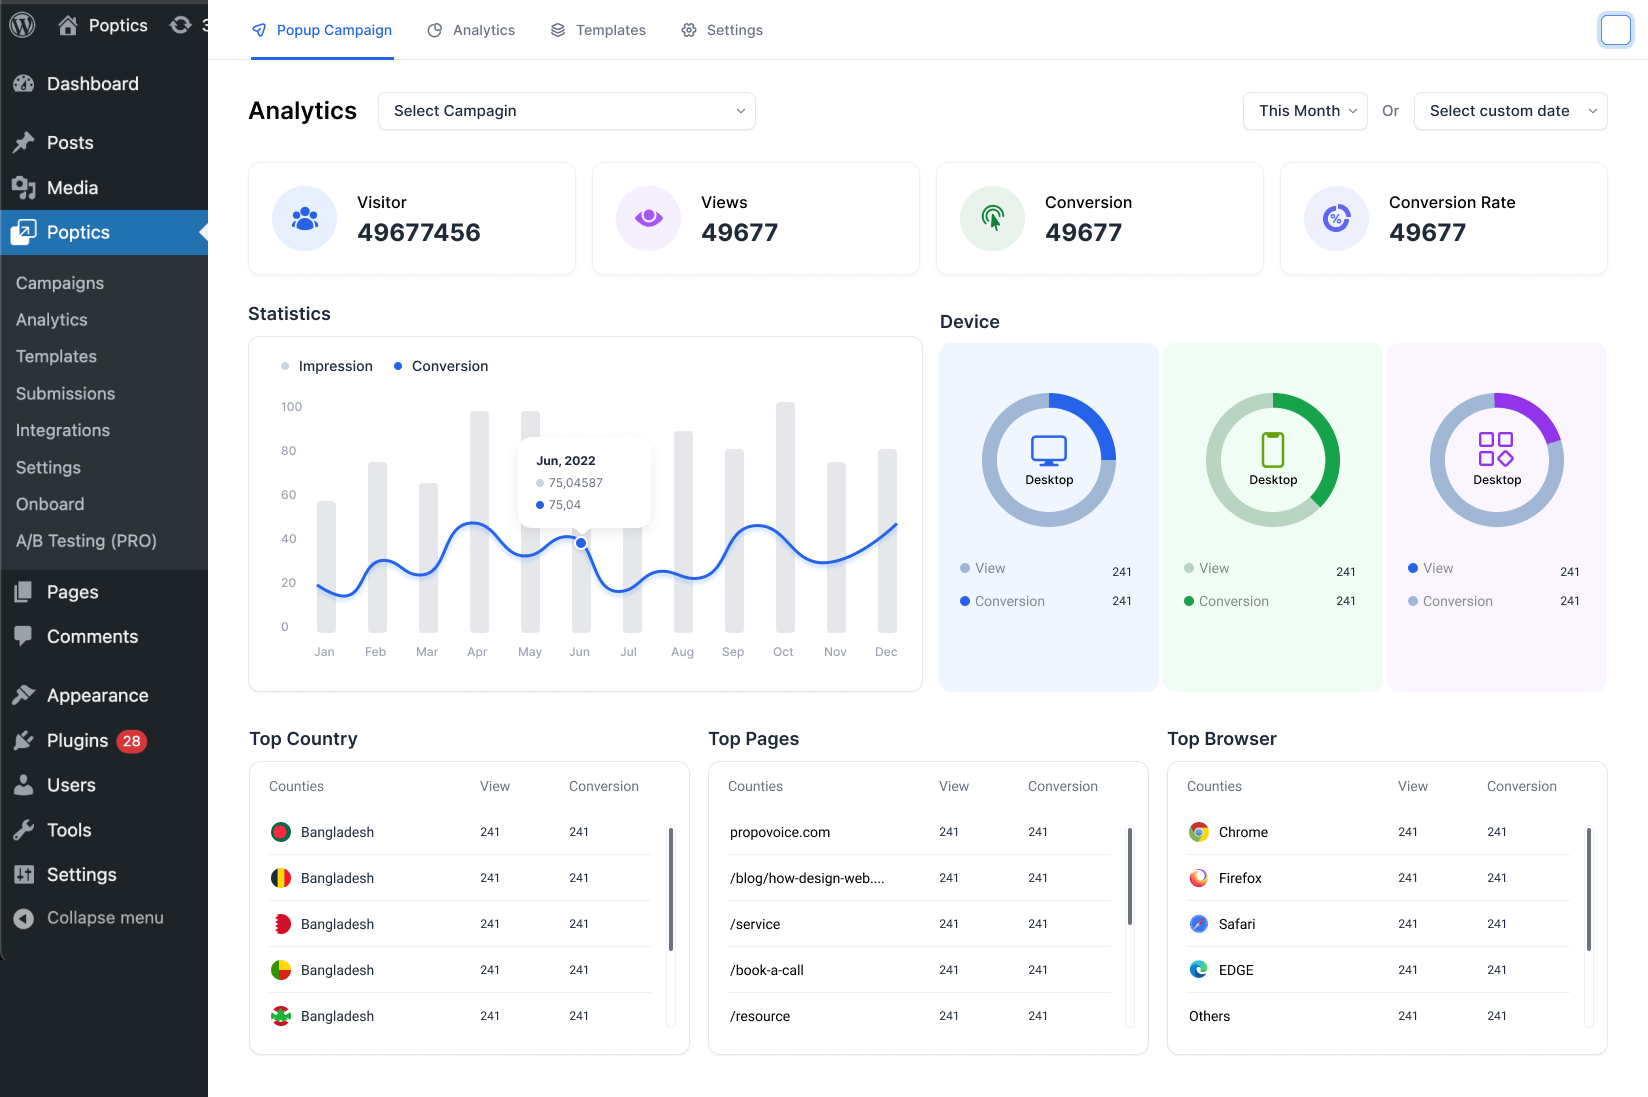 Poptics
3
Popup Campaign
Analytics
Templates
Settings
Dashboard
Posts
Media
Poptics
Campaigns
Analytics
Templates
Submissions
Integrations
Settings
Onboard
A/B Testing (PRO)
Pages
Comments
Appearance
Plugins 28
Users
Tools
Settings
Collapse menu
Analytics
Select Campagin
This Month
Or
Select custom date
Visitor
49677456
Views
49677
Conversion
49677
Conversion Rate
%
49677
Statistics
Impression
Conversion
100
80
60
40
20
0
Jun, 2022
75,04587
75,04
Jan Feb Mar Apr May Jun Jul Aug Sep Oct Nov Dec
Device
Desktop
View 241
Conversion 241
Desktop
View 241
Conversion 241
Desktop
View 241
Conversion 241
Top Country
Counties View Conversion
Bangladesh 241 241
Bangladesh 241 241
Bangladesh 241 241
Bangladesh 241 241
Bangladesh 241 241
Top Pages
Counties View Conversion
propovoice.com 241 241
/blog/how-design-web.... 241 241
/service 241 241
/book-a-call 241 241
/resource 241 241
Top Browser
Counties View Conversion
Chrome 241 241
Firefox 241 241
Safari 241 241
EDGE 241 241
Others 241 241